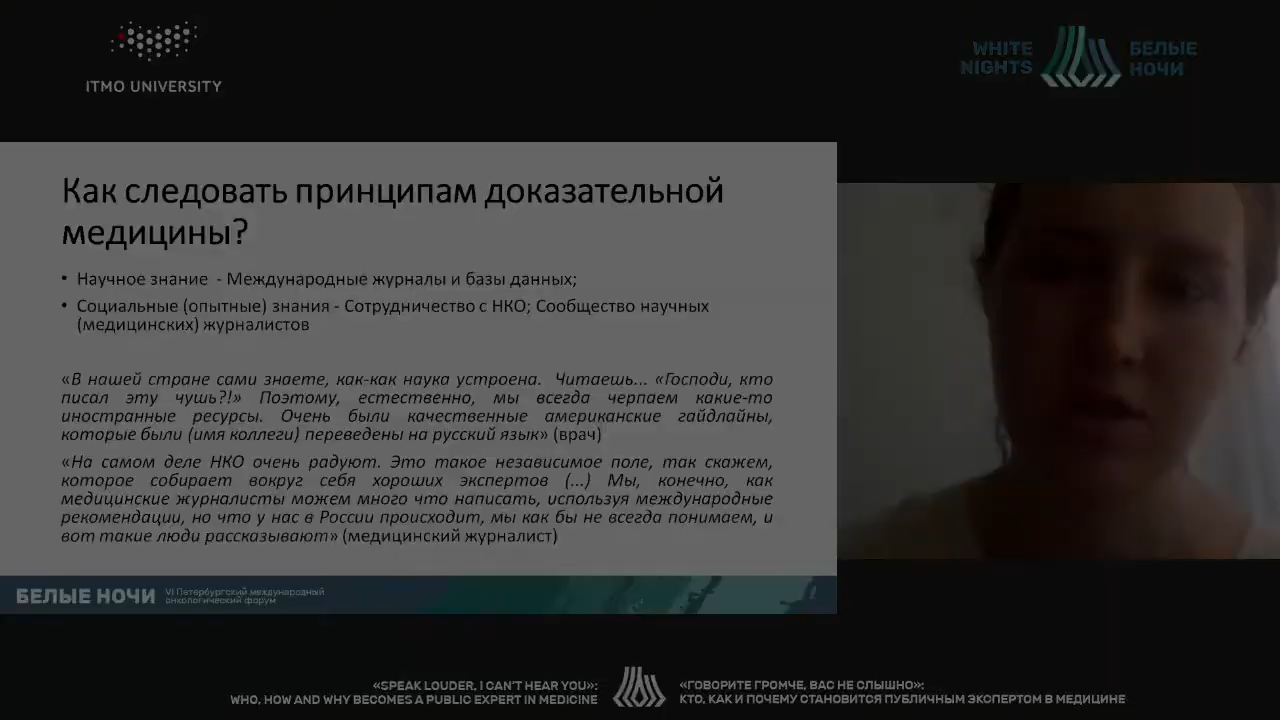 ITMO UNIVERSITY
WHITE
NIGHTS
БЕЛЫЕ
НОЧИ
Как следовать принципам доказательной
медицины?
• Научное знание - Международные журналы и базы данных;
• Социальные (опытные) знания - Сотрудничество с НКО; Сообщество научных
(медицинских) журналистов
«В нашей стране сами знаете, как-как наука устроена. Читаешь... «Господи, кто
писал эту чушь?!» Поэтому, естественно, мы всегда черпаем какие-то
иностранные ресурсы. Очень были качественные американские гайдлайны,
которые были (имя коллеги) переведены на русский язык» (врач)
«На самом деле НКО очень радуют. Это такое независимое поле, так скажем,
которое собирает вокруг себя хороших экспертов (...) Мы, конечно, как
медицинские журналисты можем много что написать, используя международные
рекомендации, но что у нас в России происходит, мы как бы не всегда понимаем, и
вот такие люди рассказывают» (медицинский журналист)
БЕЛЫЕ НОЧИ
VI Петербургский международный
онкологический форум
«SPEAK LOUDER, I CAN'T HEAR YOU»:
WHO, HOW AND WHY BECOMES A PUBLIC EXPERT IN MEDICINE
«ГОВОРИТЕ ГРОМЧЕ, ВАС НЕ СЛЫШНО»:
КТО, КАК И ПОЧЕМУ СТАНОВИТСЯ ПУБЛИЧНЫМ ЭКСПЕРТОМ В МЕДИЦИНЕ